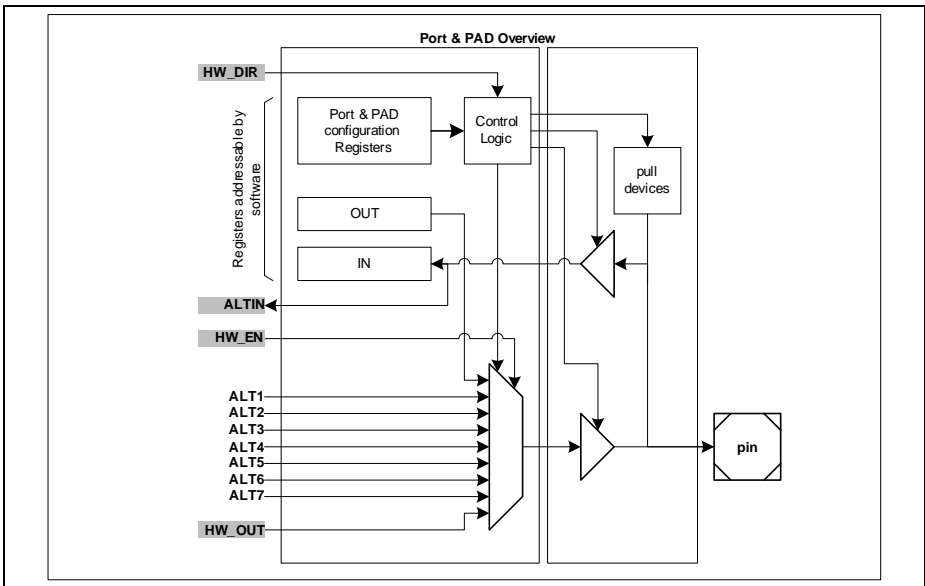 Port & PAD Overview
HW_DIR
Registers addressable by
software
Port & PAD
configuration
Registers
Control
Logic
pull
devices
OUT
IN
ALTIN
HW_EN
ALT1
ALT2
ALT3
ALT4
ALT5
ALT6
ALT7
HW_OUT
pin